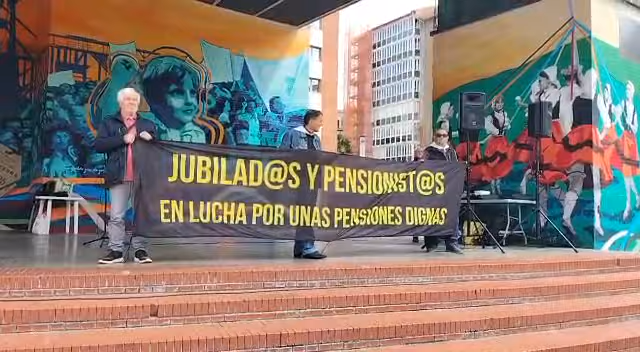 JUBILAD@S Y PENSIONIST@S
EN LUCHA POR UNAS PENSIONES DIGNAS